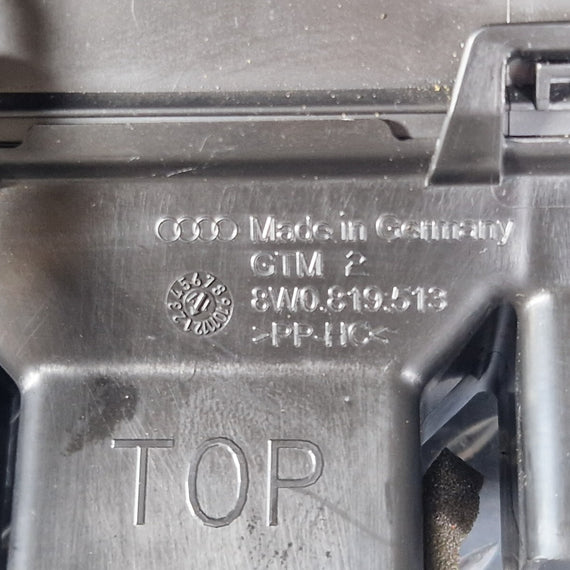 Made in Germany
GTM 2
8W0.819.513
>PP-HC<
TOP